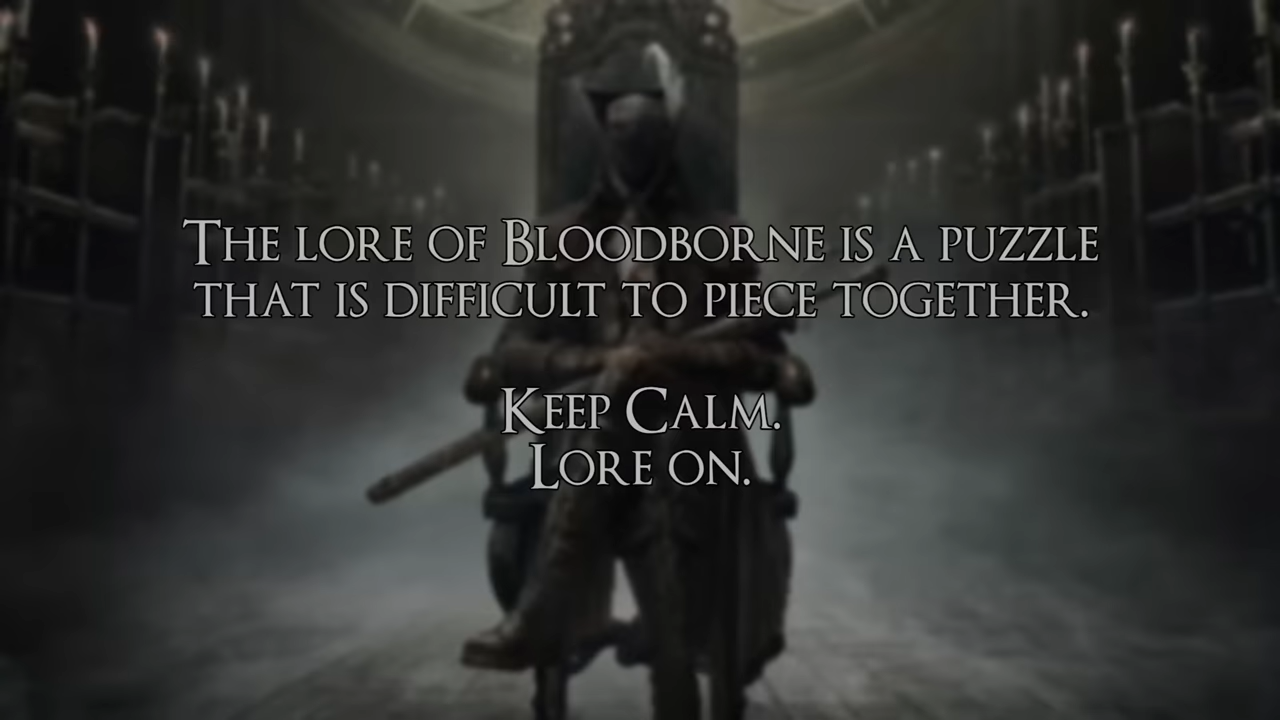 The lore of Bloodborne is a puzzle
that is difficult to piece together.
Keep Calm.
Lore on.